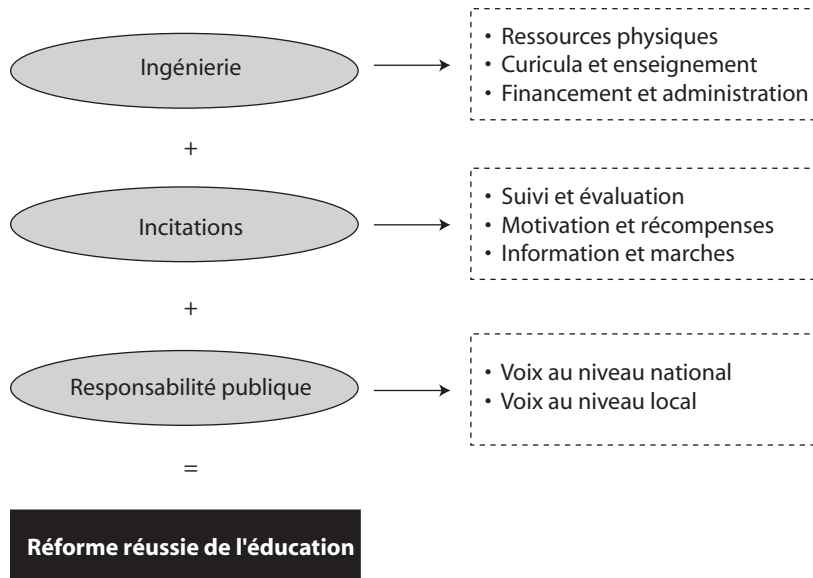 Ingénierie
• Ressources physiques
• Curicula et enseignement
• Financement et administration
+
Incitations
• Suivi et évaluation
• Motivation et récompenses
• Information et marches
+
Responsabilité publique
• Voix au niveau national
• Voix au niveau local
=
Réforme réussie de l'éducation